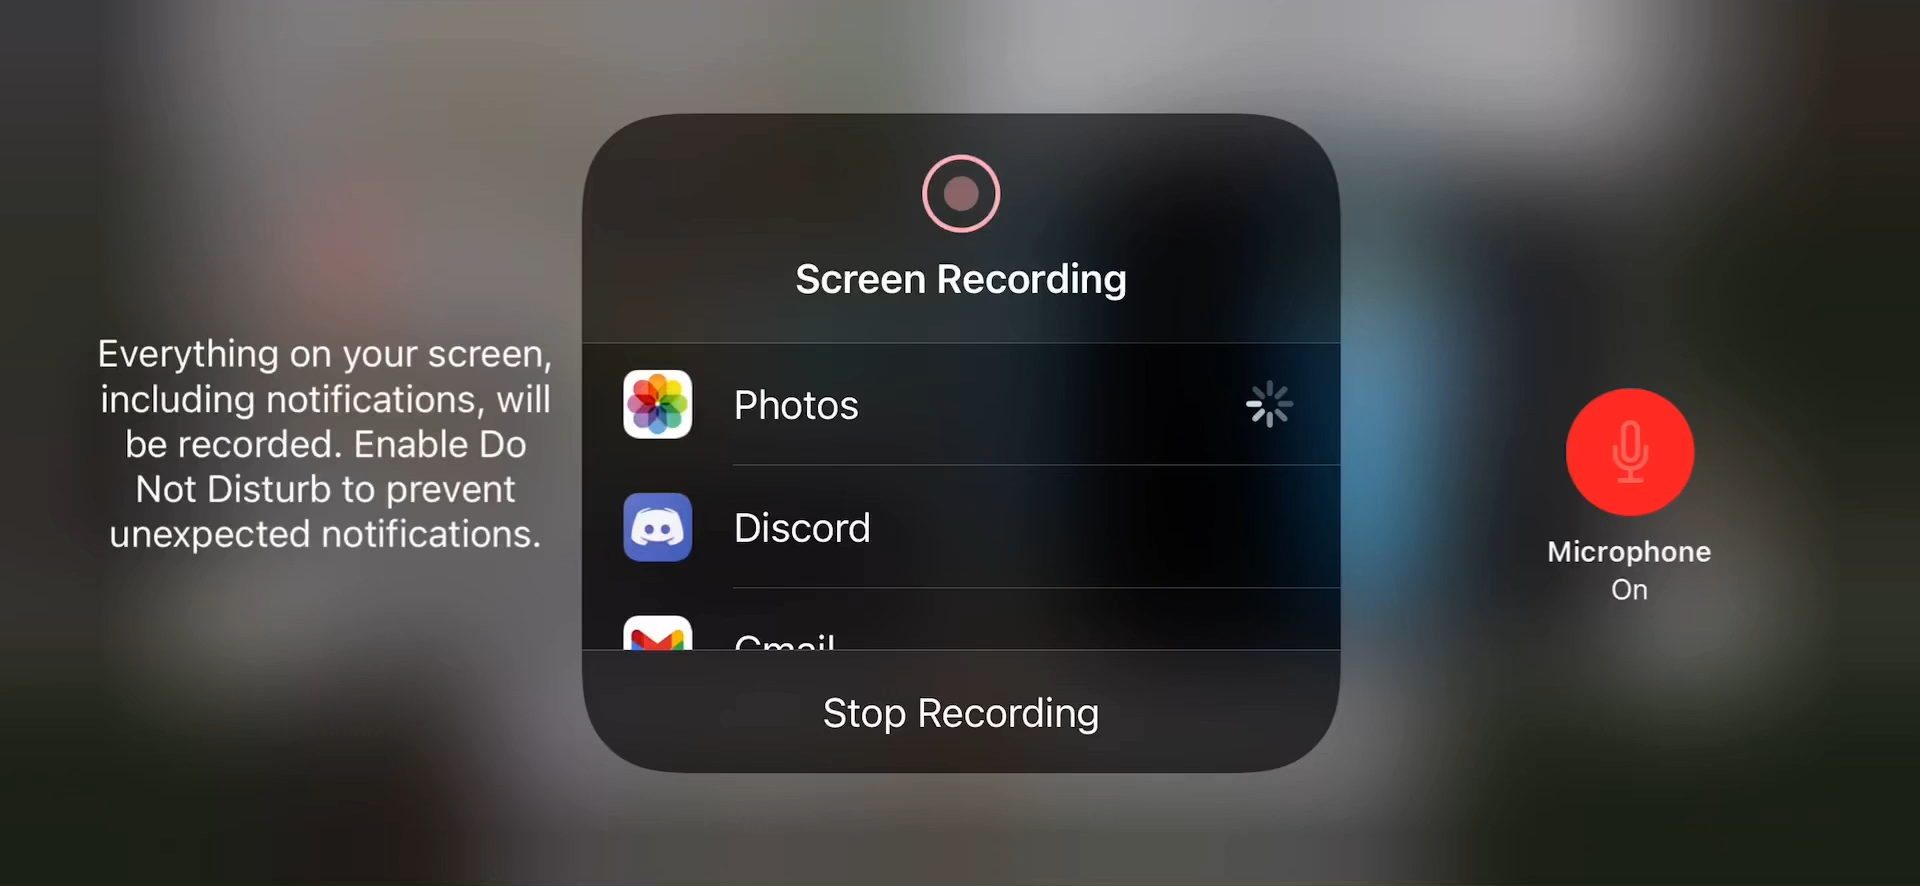 Screen Recording
Everything on your screen,
including notifications, will
be recorded. Enable Do
Not Disturb to prevent
unexpected notifications.
Photos
Discord
Gmail
Stop Recording
Microphone
On